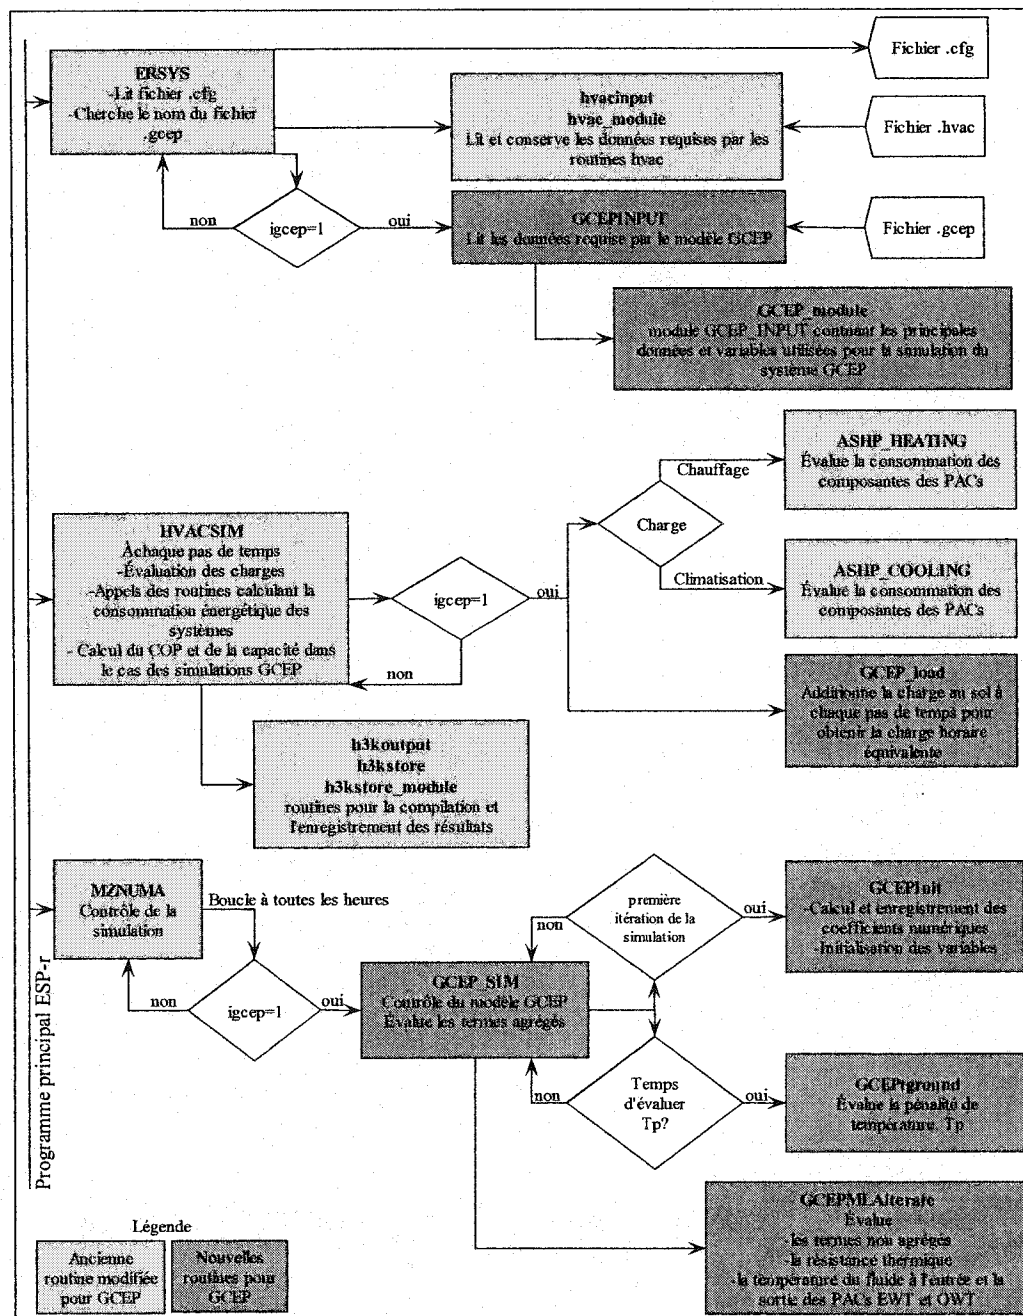 ERSYS
-Lit fichier .cfg
-Cherche le nom du fichier
.gcep
Fichier .cfg
hvacinput
hvac_module
Lit et conserve les données requises par les
routines hvac
Fichier .hvac
non
igcep=1
oui
GCEPINPUT
Lit les données requise par le modèle GCEP
Fichier .gcep
GCEP_module
module GCEP_INPUT contenant les principales
données et variables utilisées pour la simulation du
système GCEP
ASHP_HEATING
Évalue la consommation des
composantes des PACs
Chauffage
Charge
Climatisation
ASHP_COOLING
Évalue la consommation des
composantes des PACs
HVACSIM
Àchaque pas de temps
-Évaluation des charges
-Appels des routines calculant la
consommation énergétique des
systèmes
- Calcul du COP et de la capacité dans
le cas des simulations GCEP
igcep=1
oui
non
GCEP_load
Additionne la charge au sol à
chaque pas de temps pour
obtenir la charge horaire
équivalente
h3koutput
h3kstore
h3kstore_module
routines pour la compilation et
l'enregistrement des résultats
MZNUMA
Contrôle de la
simulation
Boucle à toutes les heures
non
igcep=1
oui
GCEP_SIM
Contrôle du modèle GCEP
Évalue les termes agrégés
première
itération de la
simulation
non
oui
GCEPInit
-Calcul et enregistrement des
coefficients numériques
-Initialisation des variables
Temps
d'évaluer
Tp?
non
oui
GCEPtground
Évalue la pénalité de
température, Tp
GCEPMLAiterate
Évalue
-les termes non agrégés
-la résistance thermique
-la température du fluide à l'entrée et la
sortie des PACs EWT et OWT
Programme principal ESP-r
Légende
Ancienne
routine modifiée
pour GCEP
Nouvelles
routines pour
GCEP